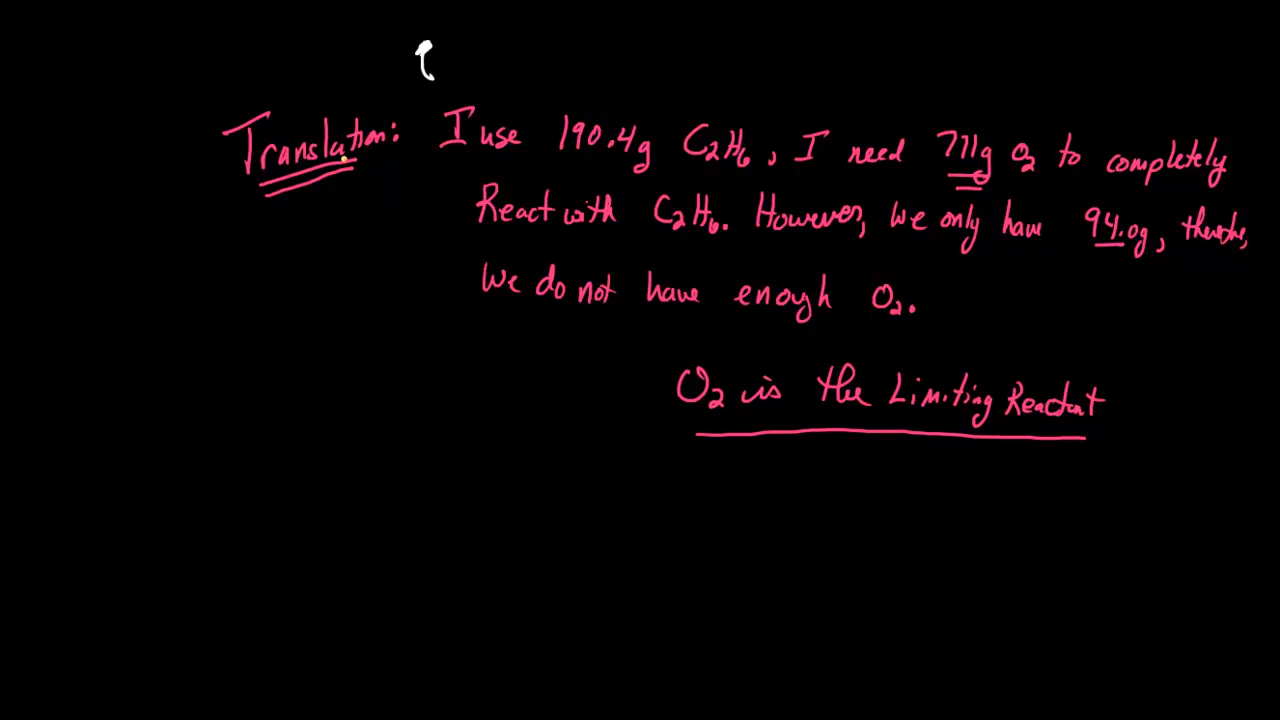 Translation: I use 190.4g C₂H₆, I need 711g O₂ to completely
React with C₂H₆. However, we only have 94.0g,
We do not have enough O₂.
O₂ is the Limiting Reactant